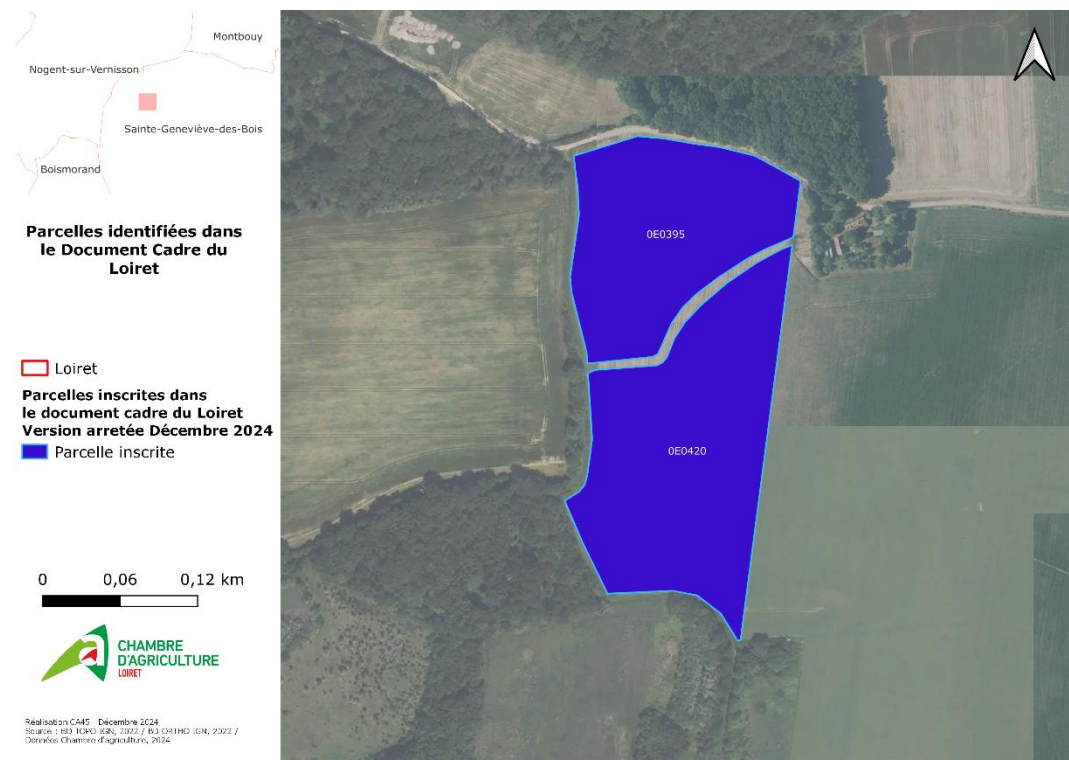 Montbouy
Nogent-sur-Vernisson
Sainte-Geneviève-des-Bois
Boismorand
Parcelles identifiées dans
le Document Cadre du
Loiret
Loiret
Parcelles inscrites dans
le document cadre du Loiret
Version arretée Décembre 2024
Parcelle inscrite
0 0,06 0,12 km
CHAMBRE
D'AGRICULTURE
LOIRET
Réalisation CA45 - Décembre 2024
Source : BD TOPO IGN, 2022 / BD ORTHO IGN, 2022 /
Données Chambre d'agriculture, 2024
0E0395
0E0420